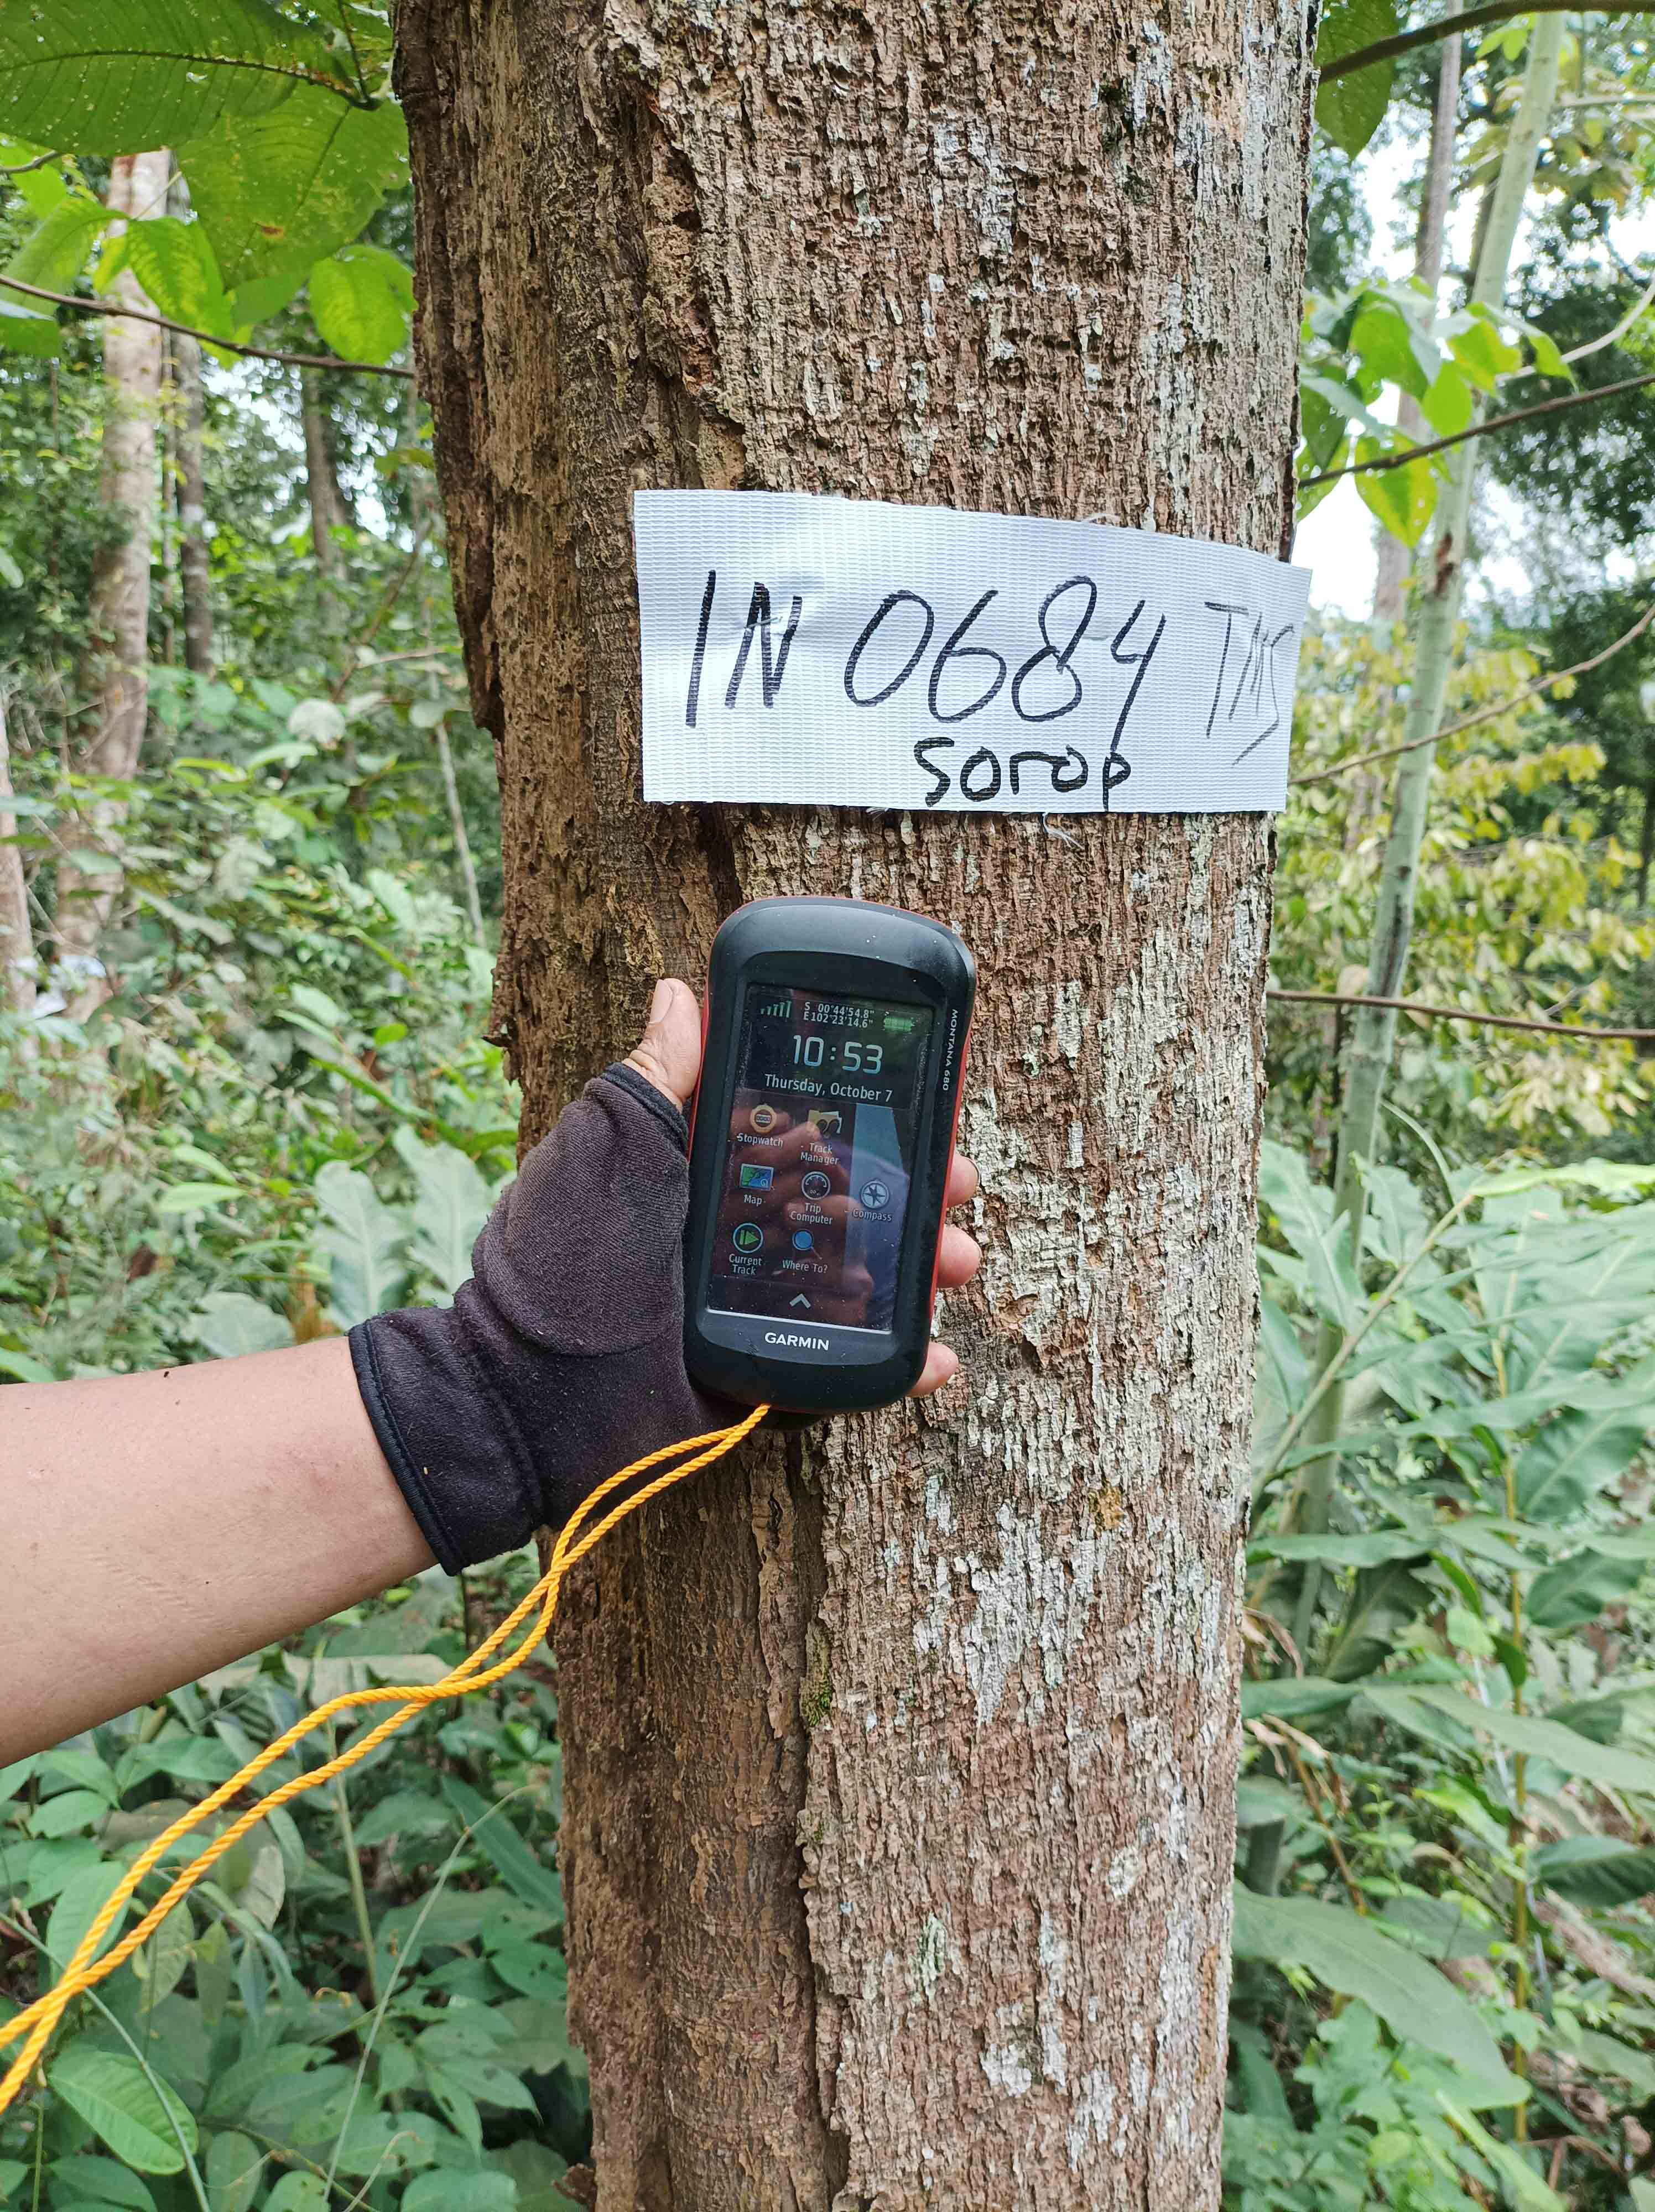 IN 0684 TMS
sorop
MONTANA 680
S 00°44'54.8"
E102°23'14.6"
10:53
Thursday, October 7
Stopwatch
Track
Manager
Map
Trip
Computer
Compass
Current
Track
Where To?
GARMIN